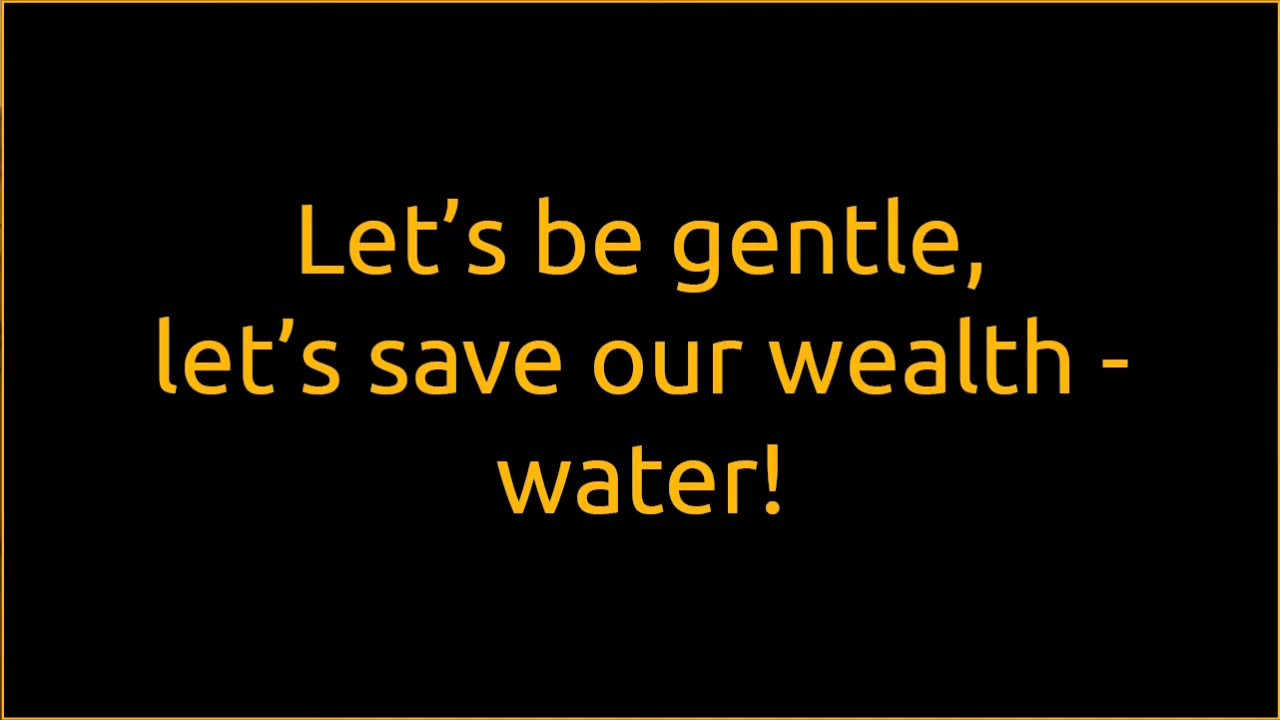 Let’s be gentle,
let’s save our wealth -
water!